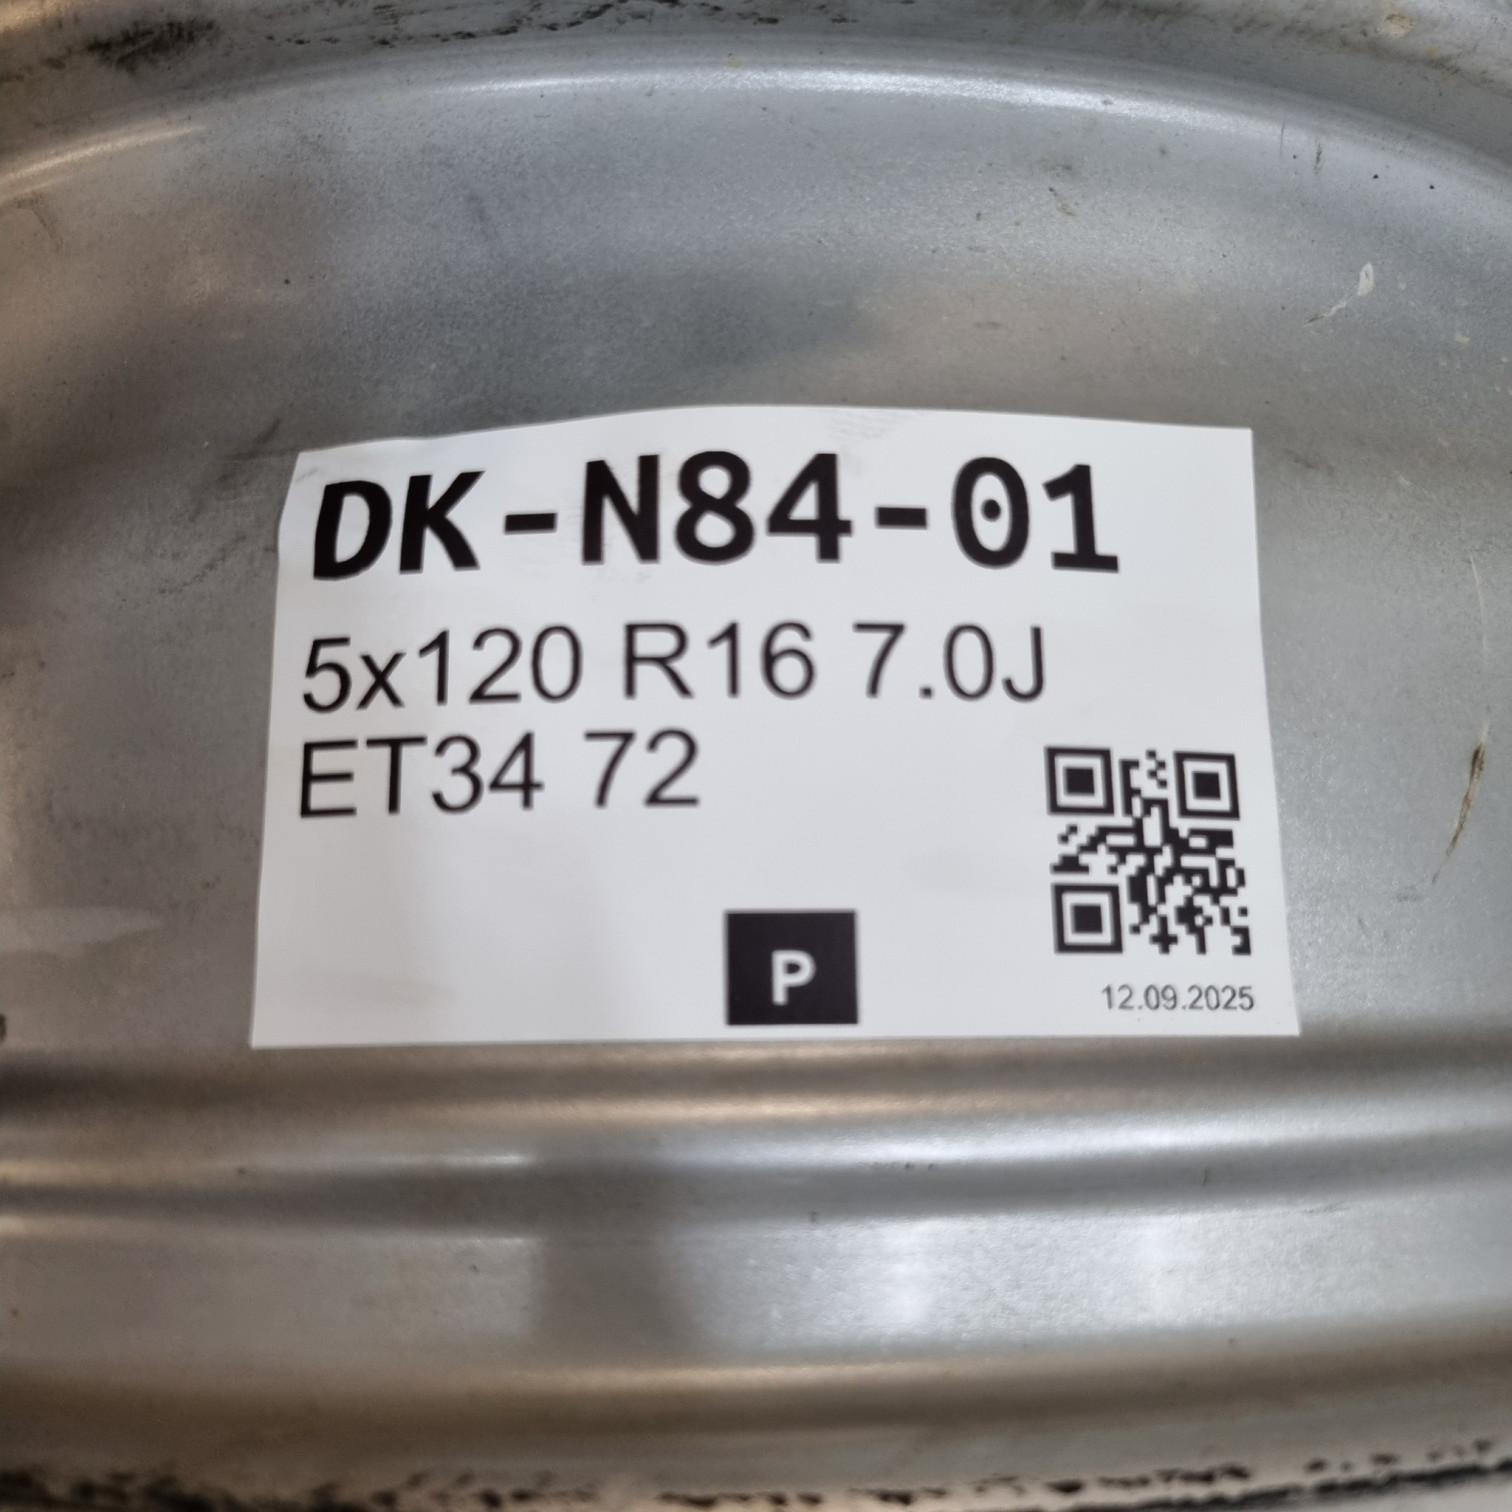 DK-N84-01
5x120 R16 7.0J
ET34 72
P
12.09.2025